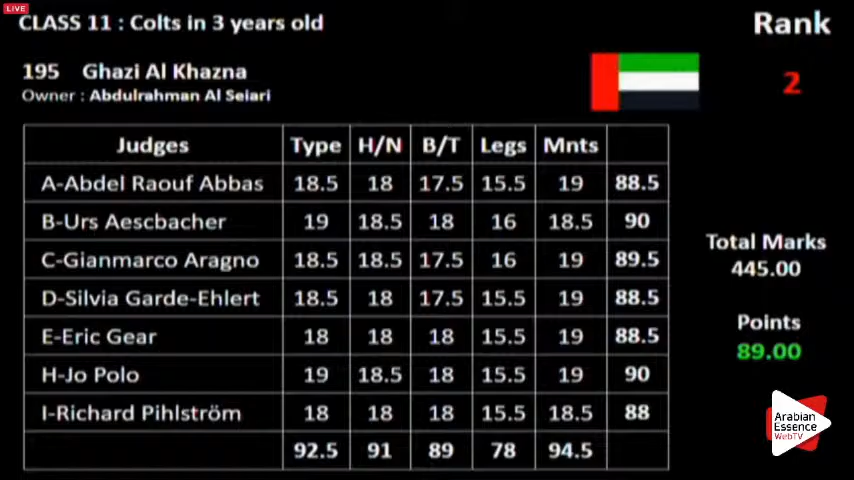 LIVE
CLASS 11 : Colts in 3 years old
Rank
195 Ghazi Al Khazna
2
Owner : Abdulrahman Al Selari
Judges Type H/N B/T Legs Mnts
A-Abdel Raouf Abbas 18.5 18 17.5 15.5 19 88.5
B-Urs Aescbacher 19 18.5 18 16 18.5 90
C-Gianmarco Aragno 18.5 18.5 17.5 16 19 89.5
D-Silvia Garde-Ehlert 18.5 18 17.5 15.5 19 88.5
E-Eric Gear 18 18 18 15.5 19 88.5
H-Jo Polo 19 18.5 18 15.5 19 90
I-Richard Pihlström 18 18 18 15.5 18.5 88
92.5 91 89 78 94.5
Total Marks
445.00
Points
89.00
Arabian
Essence
WebTV